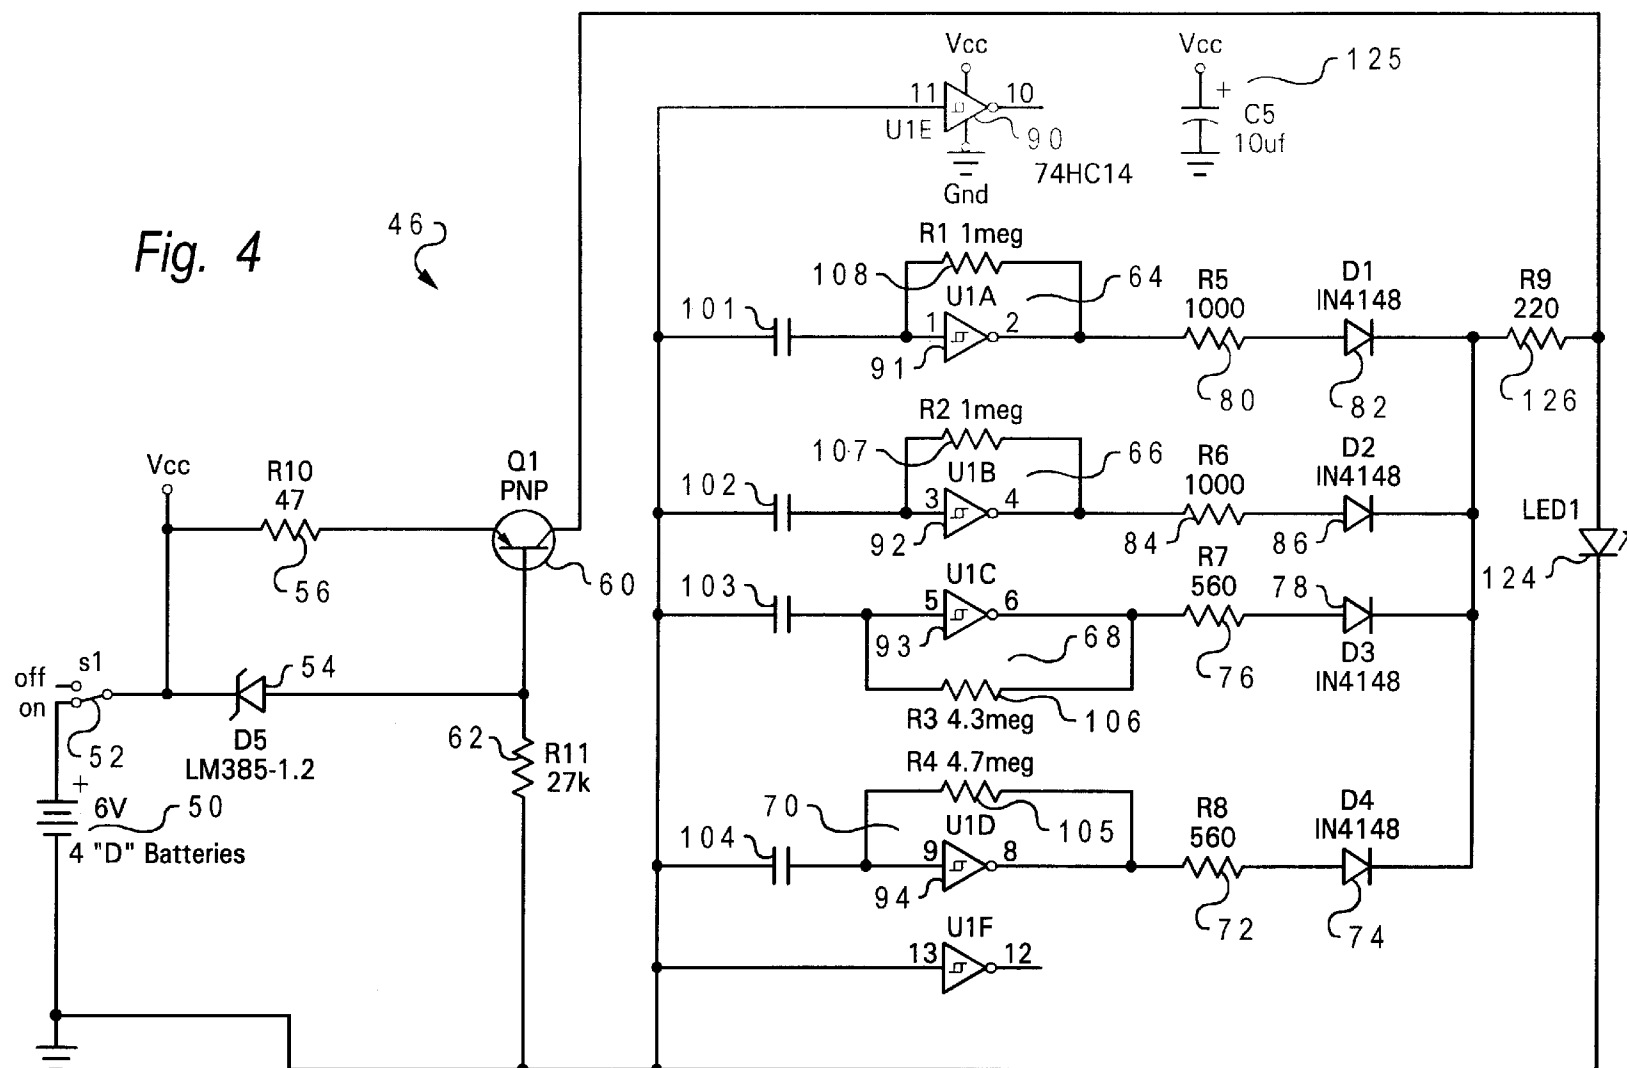 Fig. 4
46
Vcc
11
10
U1E
90
74HC14
Gnd
Vcc
+
C5
10uf
125
R1 1meg
108
U1A
64
101
1
2
91
R5
1000
80
D1
IN4148
82
R9
220
126
R2 1meg
107
U1B
66
102
3
4
92
R6
1000
84
D2
IN4148
86
LED1
124
Vcc
R10
47
56
Q1
PNP
60
103
U1C
5
6
93
68
R3 4.3meg
106
R7
560
76
78
D3
IN4148
off
s1
on
52
54
D5
LM385-1.2
62
R11
27k
+
6V
50
4 "D" Batteries
R4 4.7meg
70
U1D
105
104
9
8
94
R8
560
72
D4
IN4148
74
U1F
13
12